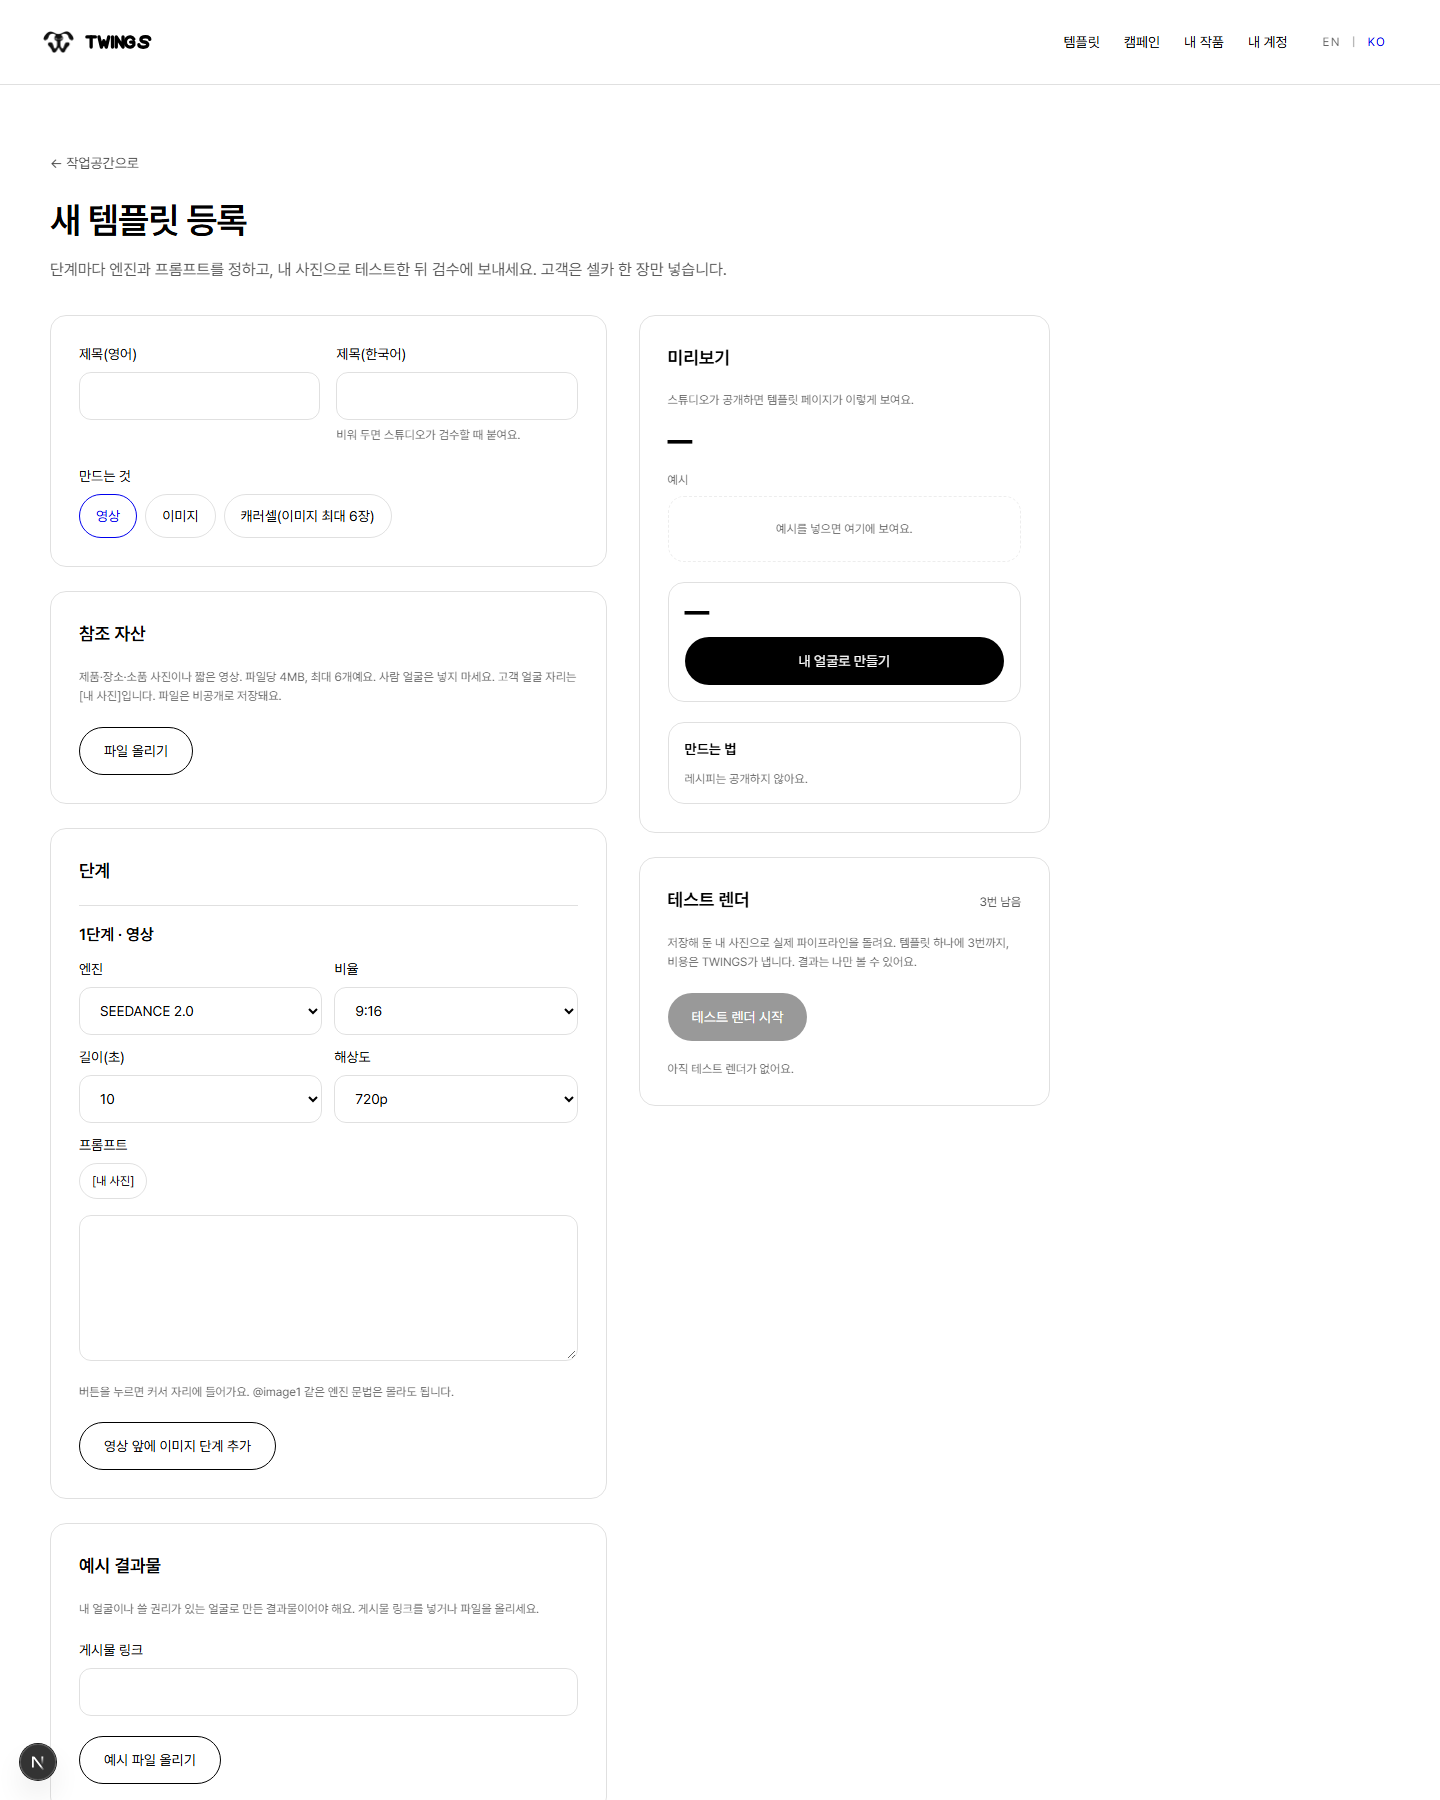 TWINGS
템플릿
캠페인
내 작품
내 계정
EN | KO
← 작업공간으로
새 템플릿 등록
단계마다 엔진과 프롬프트를 정하고, 내 사진으로 테스트한 뒤 검수에 보내세요. 고객은 셀카 한 장만 넣습니다.
제목(영어)
제목(한국어)
비워 두면 스튜디오가 검수할 때 붙여요.
만드는 것
영상
이미지
캐러셀(이미지 최대 6장)
참조 자산
제품·장소·소품 사진이나 짧은 영상. 파일당 4MB, 최대 6개예요. 사람 얼굴은 넣지 마세요. 고객 얼굴 자리는
[내 사진]입니다. 파일은 비공개로 저장돼요.
파일 올리기
단계
1단계 · 영상
엔진
비율
SEEDANCE 2.0
9:16
길이(초)
해상도
10
720p
프롬프트
[내 사진]
버튼을 누르면 커서 자리에 들어가요. @image1 같은 엔진 문법은 몰라도 됩니다.
영상 앞에 이미지 단계 추가
예시 결과물
내 얼굴이나 쓸 권리가 있는 얼굴로 만든 결과물이어야 해요. 게시물 링크를 넣거나 파일을 올리세요.
게시물 링크
예시 파일 올리기
N
미리보기
스튜디오가 공개하면 템플릿 페이지가 이렇게 보여요.
—
예시
예시를 넣으면 여기에 보여요.
—
내 얼굴로 만들기
만드는 법
레시피는 공개하지 않아요.
테스트 렌더
3번 남음
저장해 둔 내 사진으로 실제 파이프라인을 돌려요. 템플릿 하나에 3번까지,
비용은 TWINGS가 냅니다. 결과는 나만 볼 수 있어요.
테스트 렌더 시작
아직 테스트 렌더가 없어요.